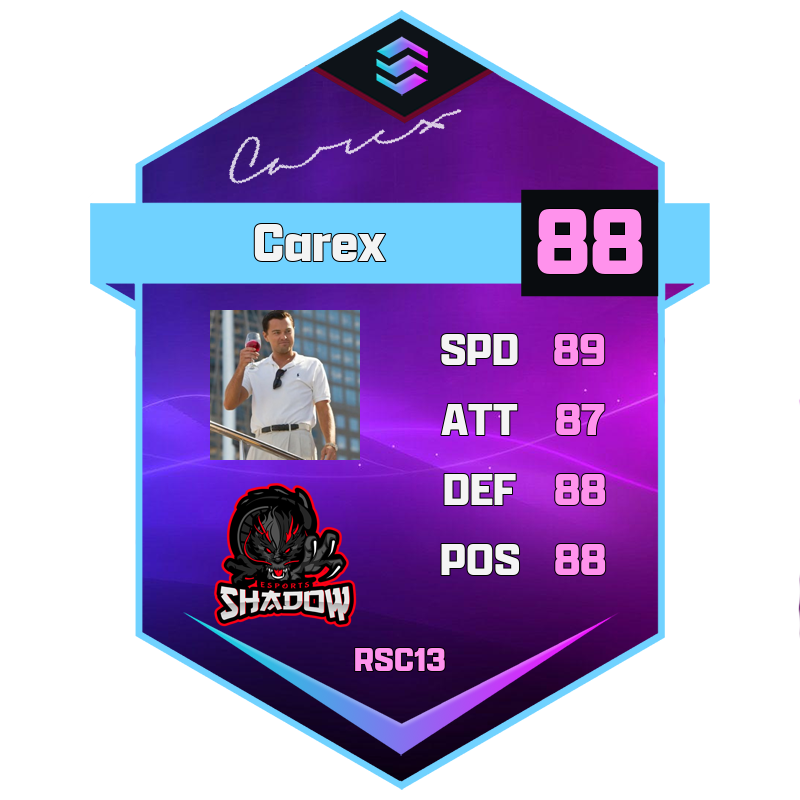 Carex
Carex
88
SPD 89
ATT 87
DEF 88
POS 88
ESPORTS
SHADOW
RSC13